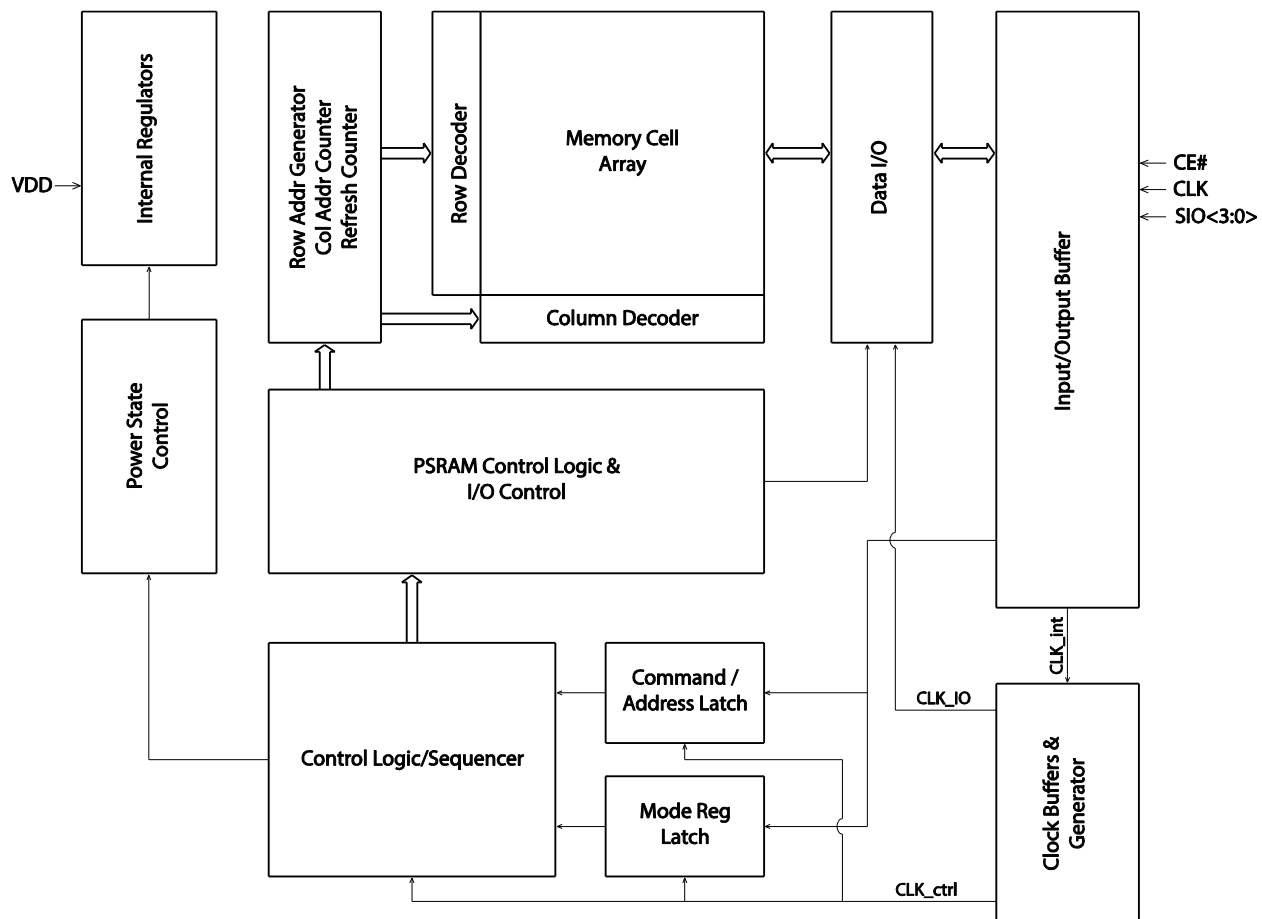 VDD
Internal Regulators
Row Addr Generator
Col Addr Counter
Refresh Counter
Row Decoder
Memory Cell
Array
Column Decoder
Data I/O
Input/Output Buffer
CE#
CLK
SIO<3:0>
Power State
Control
PSRAM Control Logic &
I/O Control
CLK_int
Control Logic/Sequencer
Command /
Address Latch
Mode Reg
Latch
CLK_IO
CLK_ctrl
Clock Buffers &
Generator